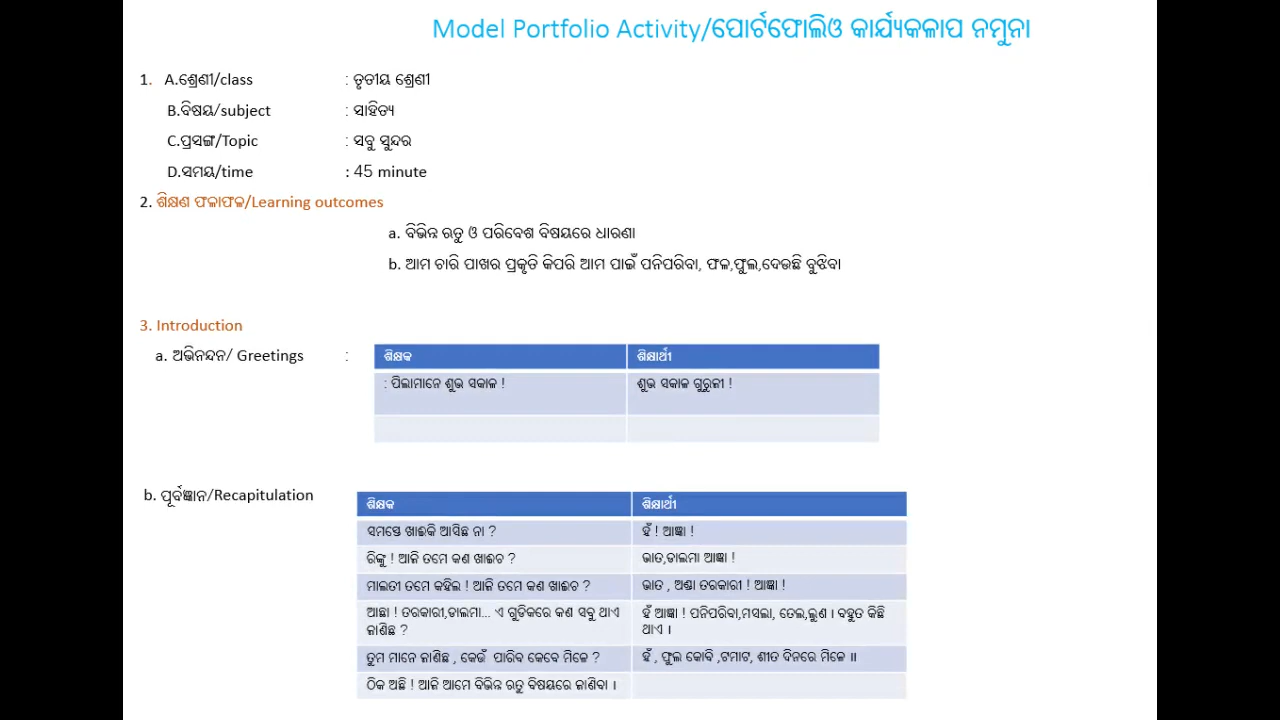 Model Portfolio Activity/ପୋର୍ଟଫୋଲିଓ କାର୍ଯ୍ୟକଳାପ ନମୁନା
1. A.ଶ୍ରେଣୀ/class : ତୃତୀୟ ଶ୍ରେଣୀ
B.ବିଷୟ/subject : ସାହିତ୍ୟ
C.ପ୍ରସଙ୍ଗ/Topic : ସବୁ ସୁନ୍ଦର
D.ସମୟ/time : 45 minute
2. ଶିକ୍ଷଣ ଫଳାଫଳ/Learning outcomes
a. ବିଭିନ୍ନ ଋତୁ ଓ ପରିବେଶ ବିଷୟରେ ଧାରଣା
b. ଆମ ଚାରି ପାଖର ପ୍ରକୃତି କିପରି ଆମ ପାଇଁ ପନିପରିବା, ଫଳ,ଫୁଲ,ଦେଉଛି ବୁଝିବା
3. Introduction
a. ଅଭିନନ୍ଦନ/ Greetings :
ଶିକ୍ଷକ ଶିକ୍ଷାର୍ଥୀ
: ପିଲାମାନେ ଶୁଭ ସକାଳ ! ଶୁଭ ସକାଳ ଗୁରୁଜୀ !
b. ପୂର୍ବଜ୍ଞାନ/Recapitulation
ଶିକ୍ଷକ ଶିକ୍ଷାର୍ଥୀ
ସମସ୍ତେ ଖାଇକି ଆସିଛ ନା ? ହଁ ! ଆଜ୍ଞା !
ରିଙ୍କୁ ! ଆଜି ତମେ କଣ ଖାଇଚ ? ଭାତ,ଡାଲମା ଆଜ୍ଞା !
ମାଲତୀ ତମେ କହିଲ ! ଆଜି ତମେ କଣ ଖାଇଚ ? ଭାତ , ଅଣ୍ଡା ତରକାରୀ ! ଆଜ୍ଞା !
ଆଛା ! ତରକାରୀ,ଡାଲମା... ଏ ଗୁଡିକରେ କଣ ସବୁ ଥାଏ ଜାଣିଛ ? ହଁ ଆଜ୍ଞା ! ପନିପରିବା,ମସଲା, ତେଲ,ଲୁଣ । ବହୁତ କିଛି ଥାଏ ।
ତୁମ ମାନେ ଜାଣିଛ , କେଉଁ ପାରିବ କେବେ ମିଳେ ? ହଁ , ଫୁଲ କୋବି ,ଟମାଟ, ଶୀତ ଦିନରେ ମିଳେ ॥
ଠିକ ଅଛି ! ଆଜି ଆମେ ବିଭିନ୍ନ ଋତୁ ବିଷୟରେ ଜାଣିବା ।